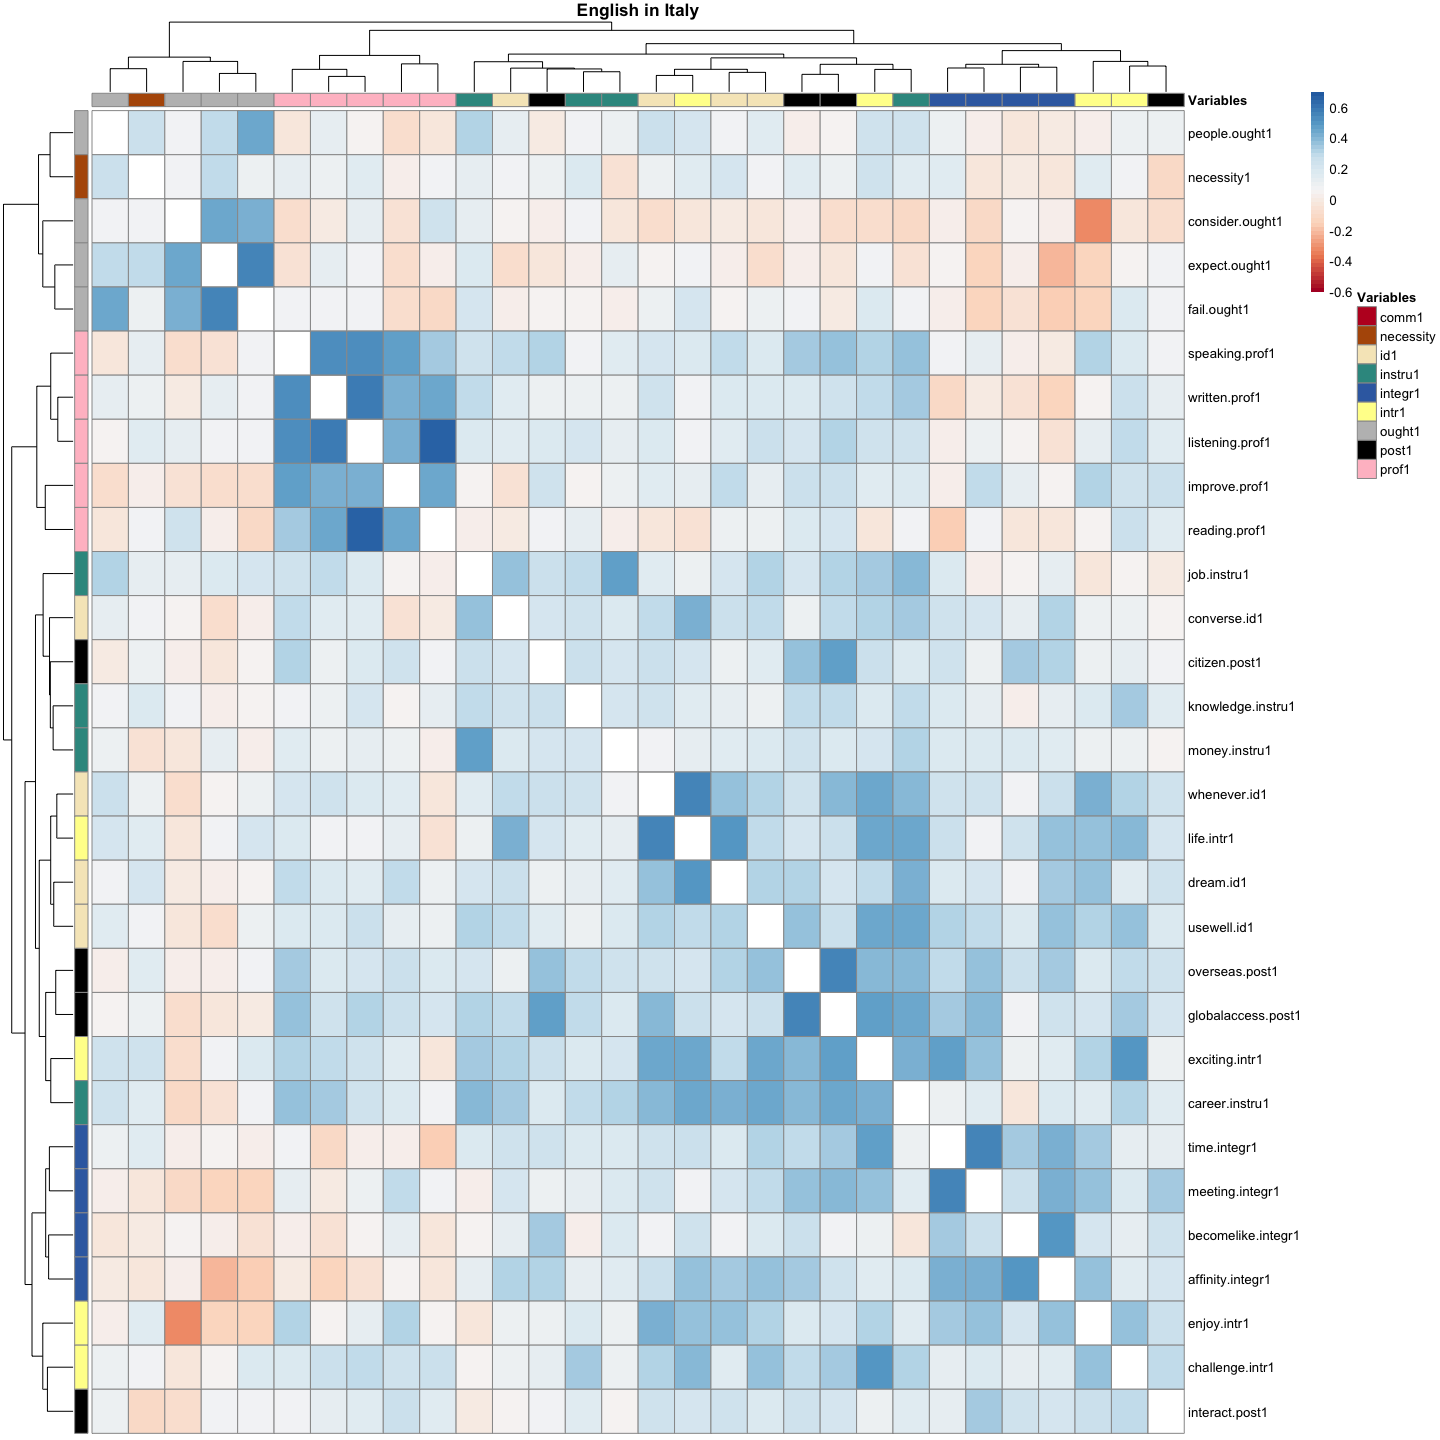 English in Italy
Variables
people.ought1
necessity1
consider.ought1
expect.ought1
fail.ought1
speaking.prof1
written.prof1
listening.prof1
improve.prof1
reading.prof1
job.instru1
converse.id1
citizen.post1
knowledge.instru1
money.instru1
whenever.id1
life.intr1
dream.id1
usewell.id1
overseas.post1
globalaccess.post1
exciting.intr1
career.instru1
time.integr1
meeting.integr1
becomelike.integr1
affinity.integr1
enjoy.intr1
challenge.intr1
interact.post1
0.6
0.4
0.2
0
-0.2
-0.4
-0.6
Variables
comm1
necessity
id1
instru1
integr1
intr1
ought1
post1
prof1